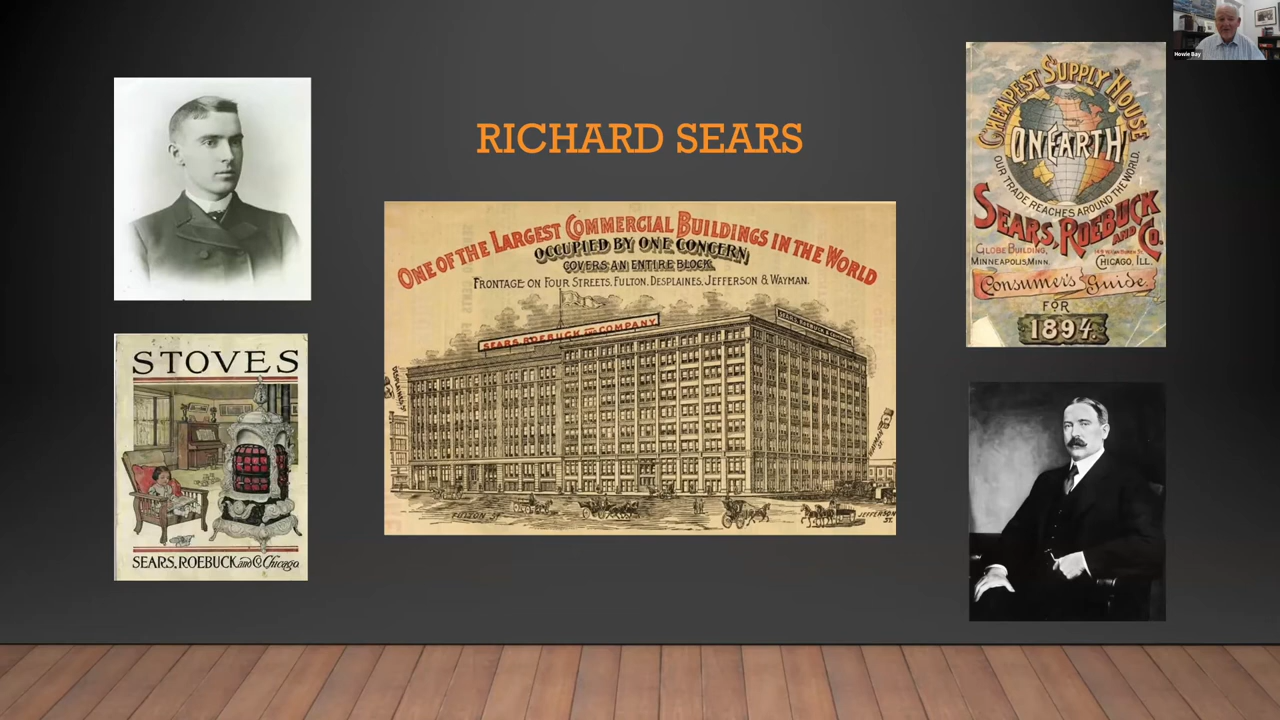 RICHARD SEARS
ONE OF THE LARGEST COMMERCIAL BUILDINGS IN THE WORLD
OCCUPIED BY ONE CONCERN
COVERS AN ENTIRE BLOCK.
FRONTAGE ON FOUR STREETS, FULTON, DESPLAINES, JEFFERSON & WAYMAN.
SEARS, ROEBUCK AND COMPANY
FULTON ST.
JEFFERSON ST.
STOVES
SEARS, ROEBUCK and Co Chicago
CHEAPEST SUPPLY HOUSE
ON EARTH
OUR TRADE REACHES AROUND THE WORLD.
SEARS, ROEBUCK
AND CO.
GLOBE BUILDING,
MINNEAPOLIS, MINN.
CHICAGO, ILL.
Consumer's Guide
FOR
1894.
Howie Bay